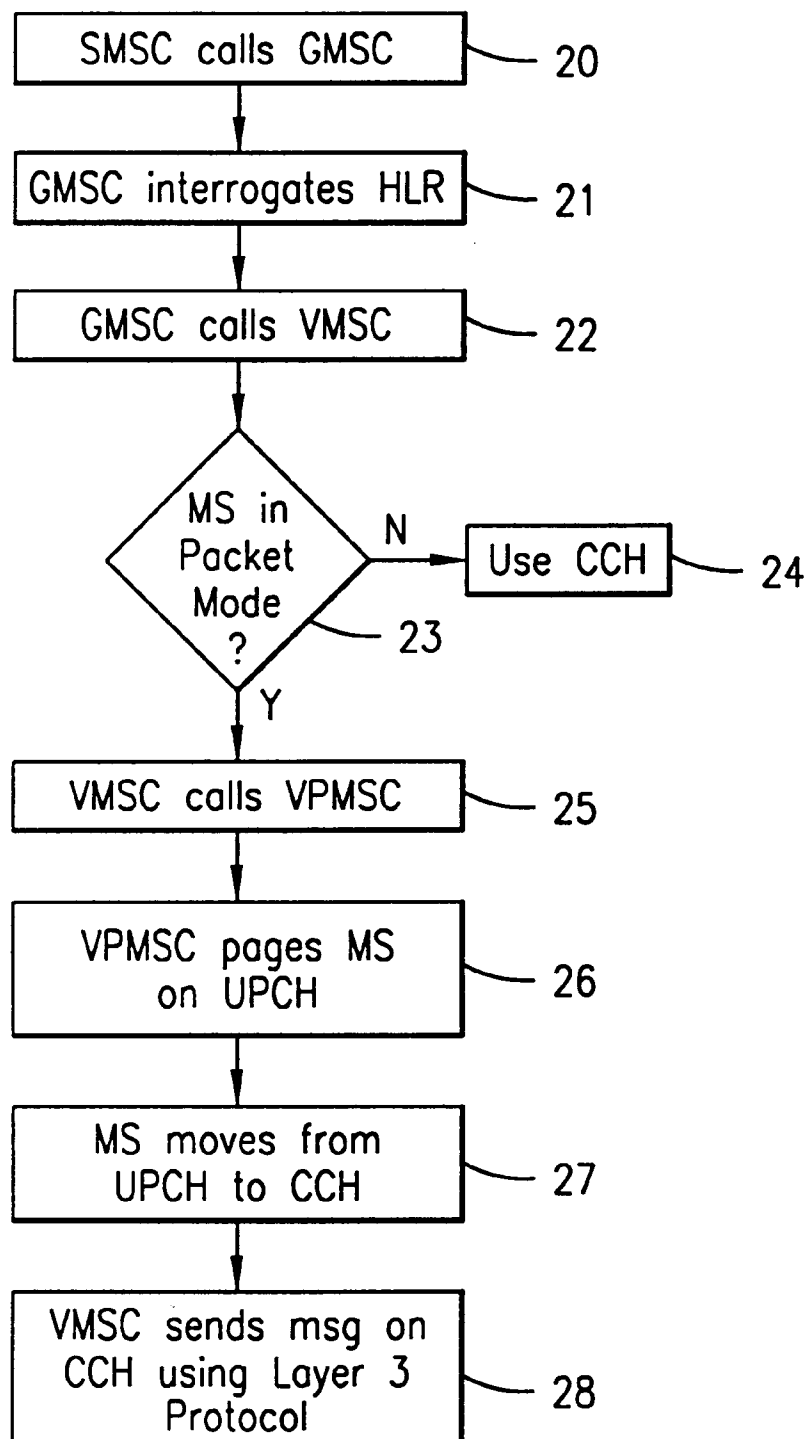 SMSC calls GMSC
20
GMSC interrogates HLR
21
GMSC calls VMSC
22
MS in
Packet
Mode
?
23
N
Use CCH
24
Y
VMSC calls VPMSC
25
VPMSC pages MS
on UPCH
26
MS moves from
UPCH to CCH
27
VMSC sends msg on
CCH using Layer 3
Protocol
28